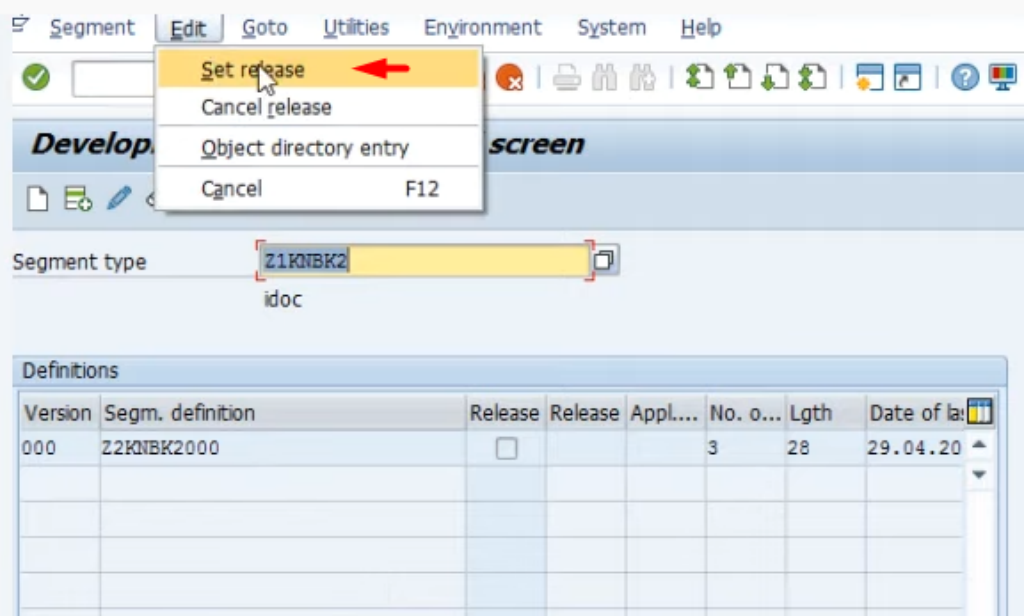 Segment Edit Goto Utilities Environment System Help
Set release
Cancel release
Object directory entry
Cancel F12
Develop screen
Segment type Z1KNBK2
idoc
Definitions
Version Segm. definition Release Release Appl.... No. o... Lgth Date of la
000 Z2KNBK2000 3 28 29.04.20